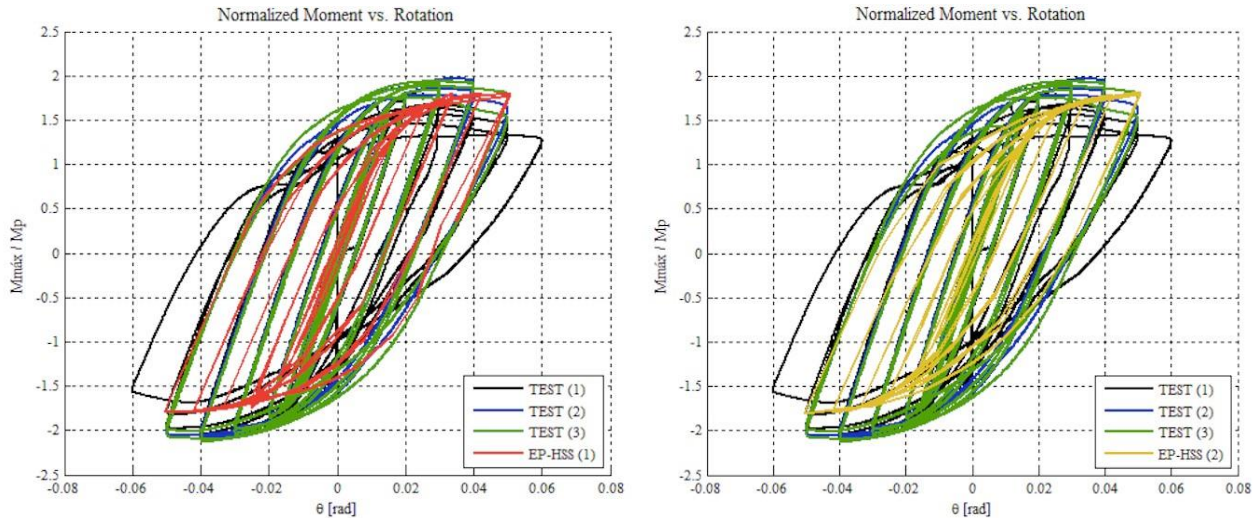 Normalized Moment vs. Rotation
2.5
2
1.5
1
0.5
0
-0.5
-1
-1.5
-2
-2.5
Mmáx / Mp
-0.08 -0.06 -0.04 -0.02 0 0.02 0.04 0.06 0.08
θ [rad]
TEST (1)
TEST (2)
TEST (3)
EP-HSS (1)
Normalized Moment vs. Rotation
2.5
2
1.5
1
0.5
0
-0.5
-1
-1.5
-2
-2.5
Mmáx / Mp
-0.08 -0.06 -0.04 -0.02 0 0.02 0.04 0.06 0.08
θ [rad]
TEST (1)
TEST (2)
TEST (3)
EP-HSS (2)